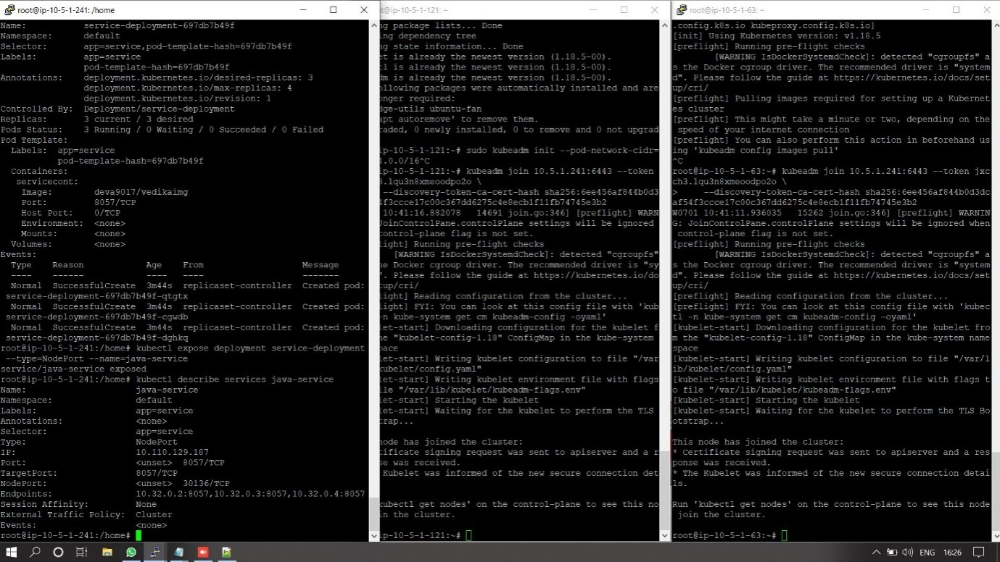 root@ip-10-5-1-241: /home
Name: service-deployment-697db7b49f
Namespace: default
Selector: app=service,pod-template-hash=697db7b49f
Labels: app=service
pod-template-hash=697db7b49f
Annotations: deployment.kubernetes.io/desired-replicas: 3
deployment.kubernetes.io/max-replicas: 4
deployment.kubernetes.io/revision: 1
Controlled By: Deployment/service-deployment
Replicas: 3 current / 3 desired
Pods Status: 3 Running / 0 Waiting / 0 Succeeded / 0 Failed
Pod Template:
Labels: app=service
pod-template-hash=697db7b49f
Containers:
servicecont:
Image: deva9017/vedikaimg
Port: 8057/TCP
Host Port: 0/TCP
Environment: <none>
Mounts: <none>
Volumes: <none>
Events:
Type Reason Age From Message
---- ------ ---- ---- -------
Normal SuccessfulCreate 3m44s replicaset-controller Created pod:
service-deployment-697db7b49f-qtgtx
Normal SuccessfulCreate 3m44s replicaset-controller Created pod:
service-deployment-697db7b49f-cgwdb
Normal SuccessfulCreate 3m44s replicaset-controller Created pod:
service-deployment-697db7b49f-dghkq
root@ip-10-5-1-241:/home# kubectl expose deployment service-deployment
--type=NodePort --name=java-service
service/java-service exposed
root@ip-10-5-1-241:/home# kubectl describe services java-service
Name: java-service
Namespace: default
Labels: app=service
Annotations: <none>
Selector: app=service
Type: NodePort
IP: 10.110.129.187
Port: <unset> 8057/TCP
TargetPort: 8057/TCP
NodePort: <unset> 30136/TCP
Endpoints: 10.32.0.2:8057,10.32.0.3:8057,10.32.0.4:8057
Session Affinity: None
External Traffic Policy: Cluster
Events: <none>
root@ip-10-5-1-241:/home#
ip-10-5-1-121: ~
ng package lists... Done
ng dependency tree
ng state information... Done
et is already the newest version (1.18.5-00).
tl is already the newest version (1.18.5-00).
dm is already the newest version (1.18.5-00).
ollowing packages were automatically installed and are
onger required:
dge-utils ubuntu-fan
apt autoremove' to remove them.
raded, 0 newly installed, 0 to remove and 0 not upgrad
ip-10-5-1-121:~# sudo kubeadm init --pod-network-cidr=
4.0.0/16^C
ip-10-5-1-121:~# kubeadm join 10.5.1.241:6443 --token
3.lqu3n8xmeoodpo2o \
--discovery-token-ca-cert-hash sha256:6ee456af844b0d3
af3ccce17c00c367dd6275c4e8ecb1f11fb74745e3b2
10:41:16.882078 14691 join.go:346] [preflight] WARN
JoinControlPane.controlPlane settings will be ignored
control-plane flag is not set.
flight] Running pre-flight checks
[WARNING IsDockerSystemdCheck]: detected "cgroupfs"
he Docker cgroup driver. The recommended driver is "sy
". Please follow the guide at https://kubernetes.io/do
up/cri/
light] Reading configuration from the cluster...
light] FYI: You can look at this config file with 'kub
-n kube-system get cm kubeadm-config -oyaml'
let-start] Downloading configuration for the kubelet f
he "kubelet-config-1.18" ConfigMap in the kube-system
ace
elet-start] Writing kubelet configuration to file "/var
kubelet/config.yaml"
elet-start] Writing kubelet environment file with flags
ile "/var/lib/kubelet/kubeadm-flags.env"
elet-start] Starting the kubelet
elet-start] Waiting for the kubelet to perform the TLS
trap...
node has joined the cluster:
tificate signing request was sent to apiserver and a r
se was received.
Kubelet was informed of the new secure connection det
kubectl get nodes' on the control-plane to see this no
in the cluster.
ip-10-5-1-121:~#
root@ip-10-5-1-63: ~
.config.k8s.io kubeproxy.config.k8s.io]
[init] Using Kubernetes version: v1.18.5
[preflight] Running pre-flight checks
[WARNING IsDockerSystemdCheck]: detected "cgroupfs" a
s the Docker cgroup driver. The recommended driver is "system
d". Please follow the guide at https://kubernetes.io/docs/set
up/cri/
[preflight] Pulling images required for setting up a Kubernet
es cluster
[preflight] This might take a minute or two, depending on the
speed of your internet connection
[preflight] You can also perform this action in beforehand us
ing 'kubeadm config images pull'
^C
root@ip-10-5-1-63:~# kubeadm join 10.5.1.241:6443 --token jxc
ch3.lqu3n8xmeoodpo2o \
> --discovery-token-ca-cert-hash sha256:6ee456af844b0d3dc
af54f3ccce17c00c367dd6275c4e8ecb1f11fb74745e3b2
W0701 10:41:11.936035 15262 join.go:346] [preflight] WARNIN
G: JoinControlPane.controlPlane settings will be ignored when
control-plane flag is not set.
[preflight] Running pre-flight checks
[WARNING IsDockerSystemdCheck]: detected "cgroupfs" a
s the Docker cgroup driver. The recommended driver is "system
d". Please follow the guide at https://kubernetes.io/docs/set
up/cri/
[preflight] Reading configuration from the cluster...
[preflight] FYI: You can look at this config file with 'kubec
tl -n kube-system get cm kubeadm-config -oyaml'
[kubelet-start] Downloading configuration for the kubelet fro
m the "kubelet-config-1.18" ConfigMap in the kube-system name
space
[kubelet-start] Writing kubelet configuration to file "/var/l
ib/kubelet/config.yaml"
[kubelet-start] Writing kubelet environment file with flags t
o file "/var/lib/kubelet/kubeadm-flags.env"
[kubelet-start] Starting the kubelet
[kubelet-start] Waiting for the kubelet to perform the TLS Bo
otstrap...
This node has joined the cluster:
* Certificate signing request was sent to apiserver and a res
ponse was received.
* The Kubelet was informed of the new secure connection detai
ls.
Run 'kubectl get nodes' on the control-plane to see this node
join the cluster.
root@ip-10-5-1-63:~#
ENG 16:26